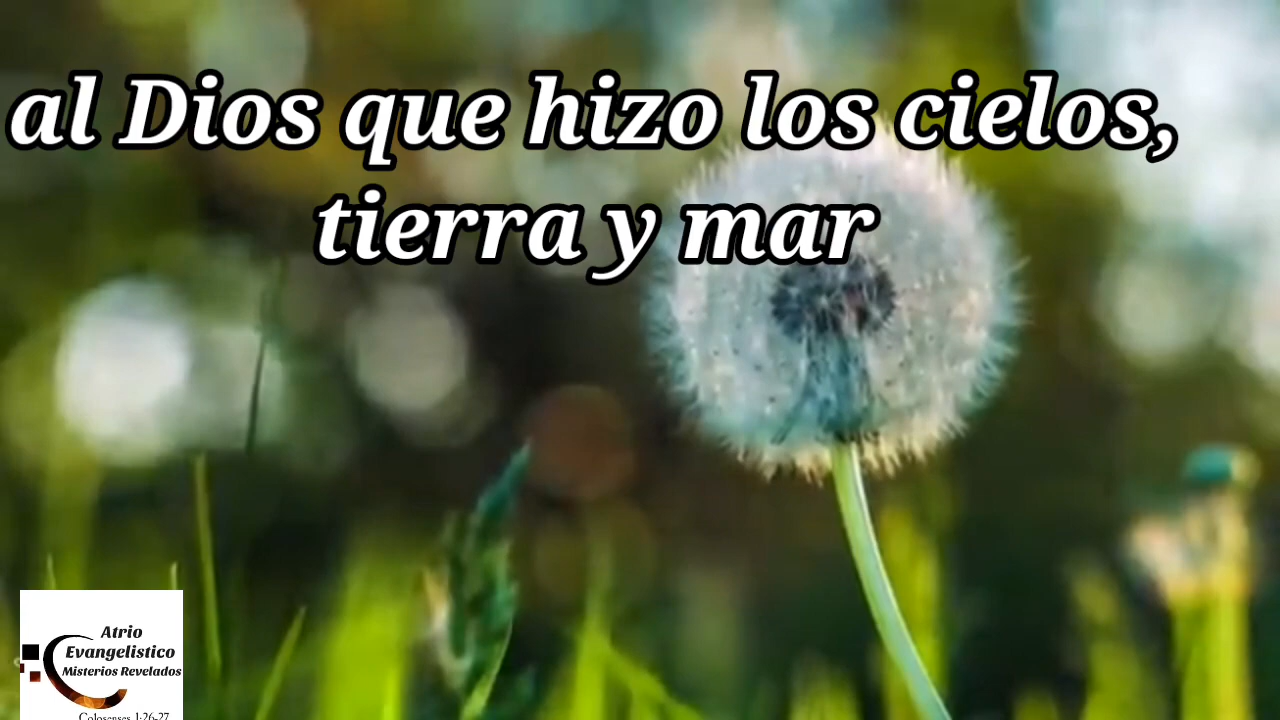 al Dios que hizo los cielos,
tierra y mar
Atrio
Evangelistico
Misterios Revelados
Colosenses 1:26-27